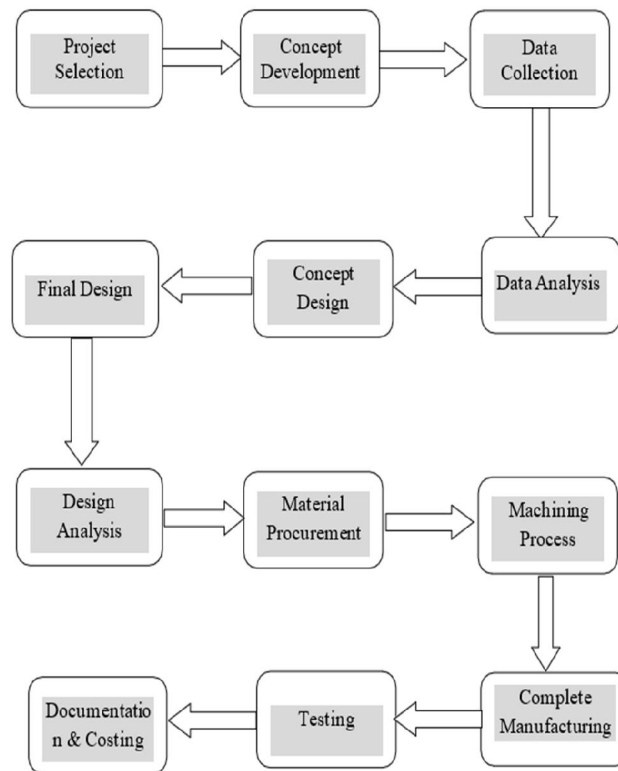 Project
Selection
Concept
Development
Data
Collection
Data Analysis
Concept
Design
Final Design
Design
Analysis
Material
Procurement
Machining
Process
Complete
Manufacturing
Testing
Documentatio
n & Costing